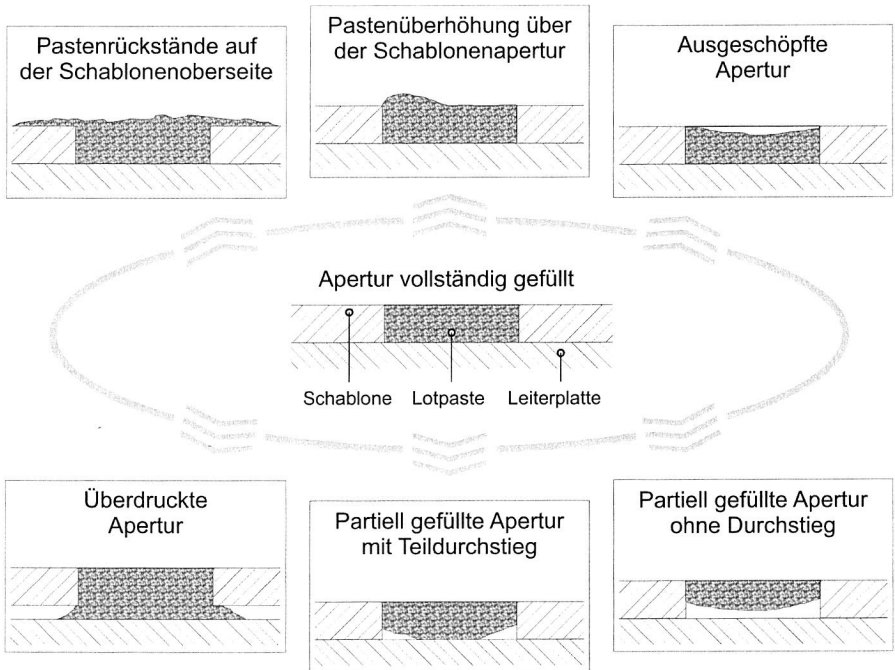 Pastenrückstände auf
der Schablonenoberseite
Pastenüberhöhung über
der Schablonenapertur
Ausgeschöpfte
Apertur
Apertur vollständig gefüllt
Schablone
Lotpaste
Leiterplatte
Überdruckte
Apertur
Partiell gefüllte Apertur
mit Teildurchstieg
Partiell gefüllte Apertur
ohne Durchstieg